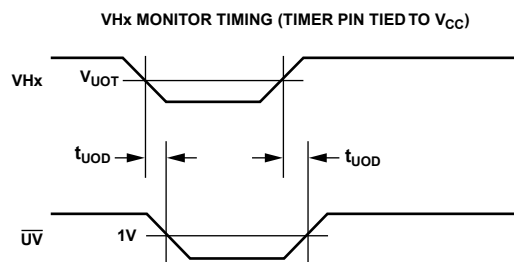 VHx MONITOR TIMING (TIMER PIN TIED TO VCC)
VHx
VUOT
tUOD
tUOD
UV
1V